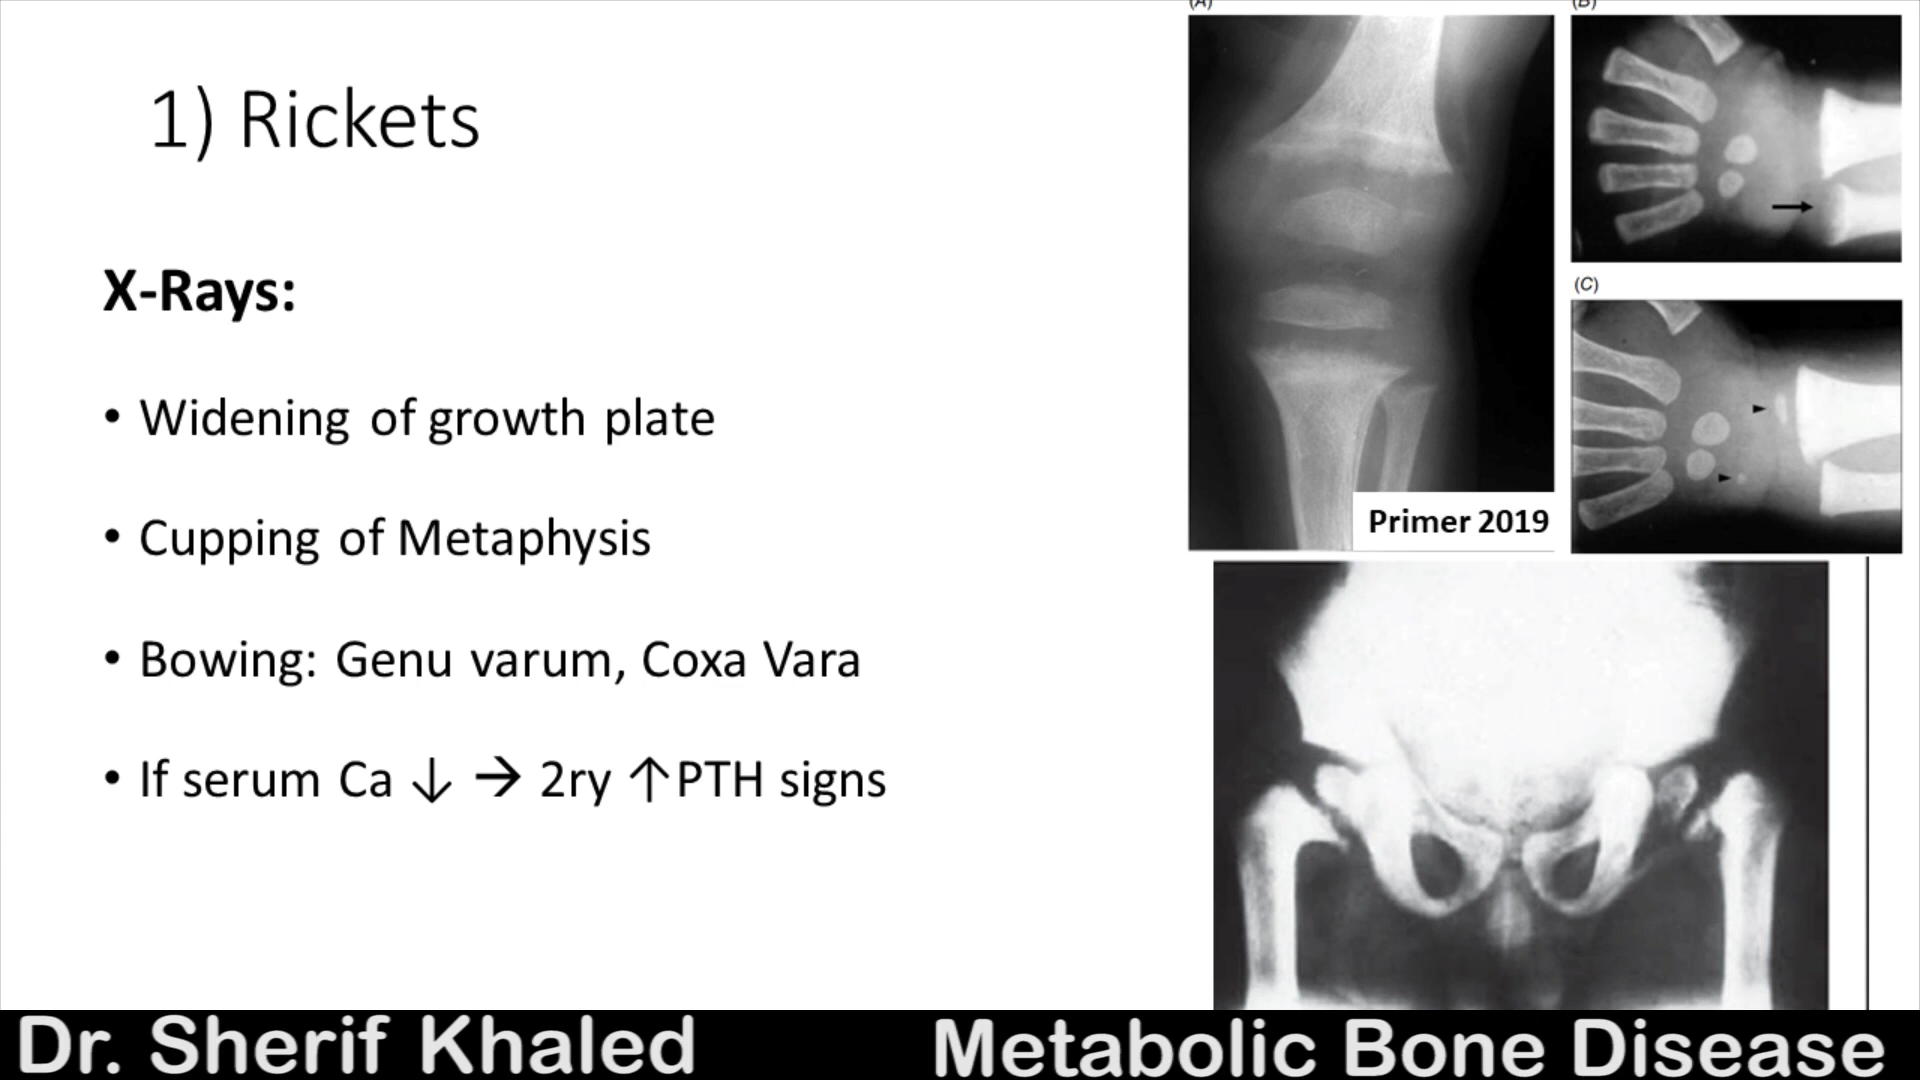 1) Rickets
X-Rays:
• Widening of growth plate
• Cupping of Metaphysis
• Bowing: Genu varum, Coxa Vara
• If serum Ca ↓ → 2ry ↑PTH signs
(A)
(B)
(C)
Primer 2019
Dr. Sherif Khaled
Metabolic Bone Disease